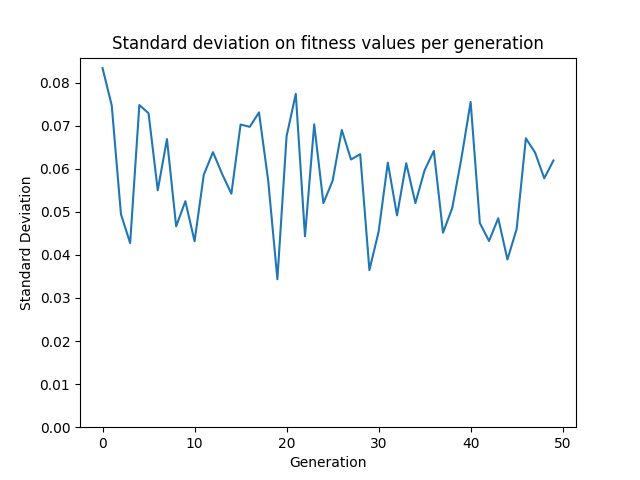 Standard deviation on fitness values per generation
0.08
0.07
0.06
0.05
0.04
0.03
0.02
0.01
0.00
Standard Deviation
0 10 20 30 40 50
Generation